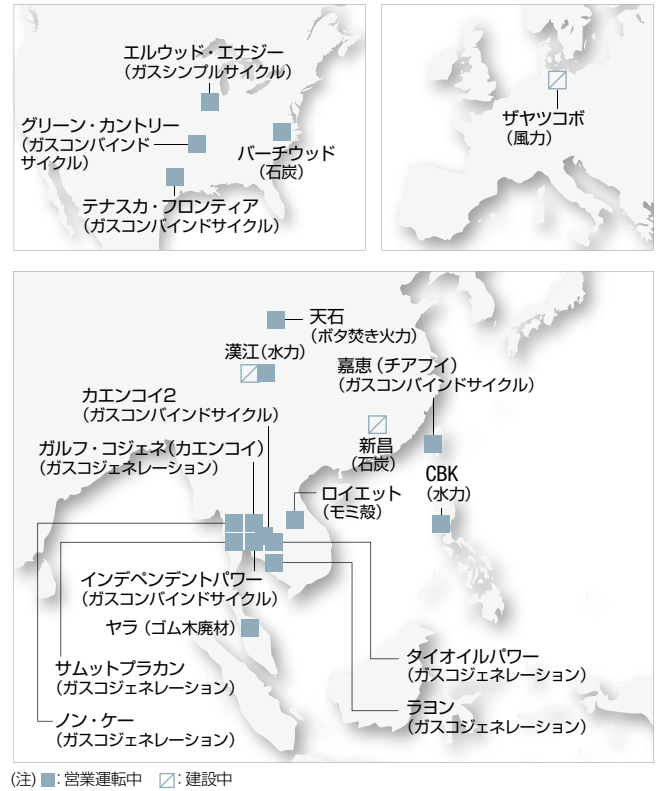 エルウッド・エナジー
(ガスシンプルサイクル)
グリーン・カントリー
(ガスコンバインド
サイクル)
バーチウッド
(石炭)
テナスカ・フロンティア
(ガスコンバインドサイクル)
ザヤツコボ
(風力)
天石
(ボタ焚き火力)
漢江(水力)
嘉恵(チアフイ)
(ガスコンバインドサイクル)
カエンコイ2
(ガスコンバインドサイクル)
ガルフ・コジェネ(カエンコイ)
(ガスコジェネレーション)
新昌
(石炭)
CBK
(水力)
ロイエット
(モミ殻)
インデペンデントパワー
(ガスコンバインドサイクル)
ヤラ(ゴム木廃材)
サムットプラカン
(ガスコジェネレーション)
ノン・ケー
(ガスコジェネレーション)
タイオイルパワー
(ガスコジェネレーション)
ラヨン
(ガスコジェネレーション)
(注) :営業運転中 :建設中